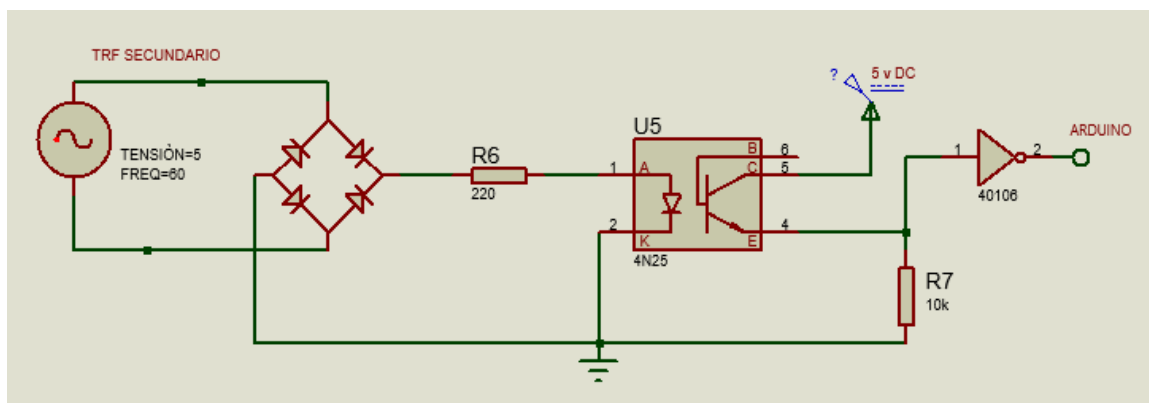 TRF SECUNDARIO
TENSIÒN=5
FREQ=60
R6
220
U5
1
A
2
K
B
6
C
5
E
4
4N25
?
5 v DC
1
2
40106
ARDUINO
R7
10k